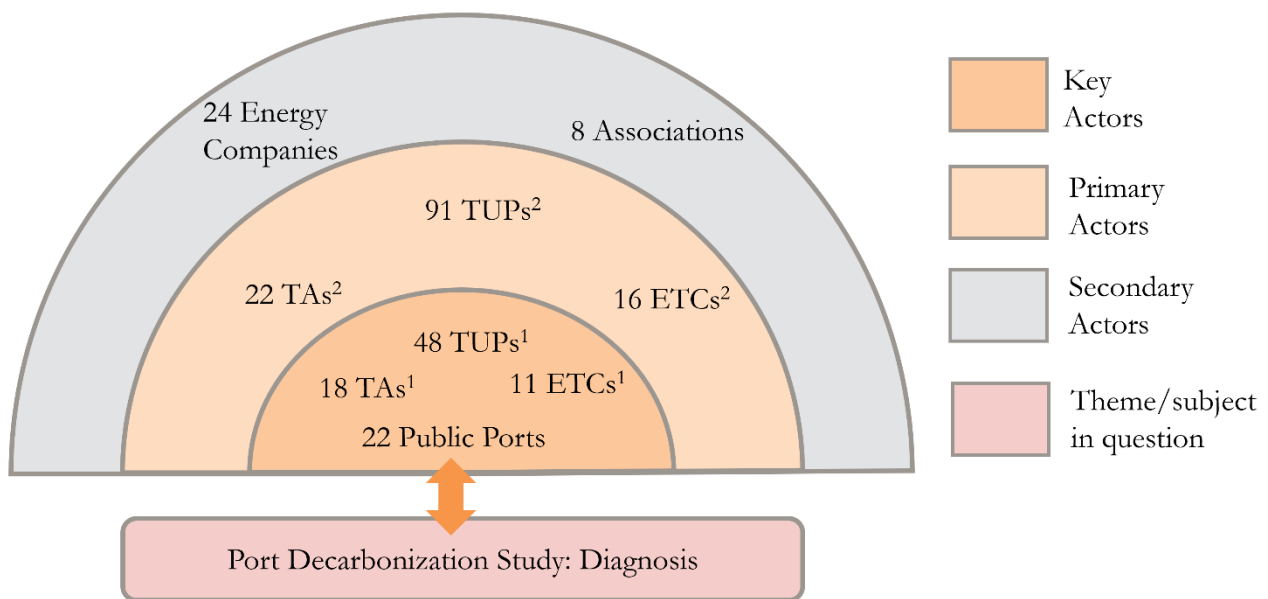 24 Energy
Companies
8 Associations
91 TUPs²
22 TAs²
16 ETCs²
48 TUPs¹
18 TAs¹
11 ETCs¹
22 Public Ports
Port Decarbonization Study: Diagnosis
Key
Actors
Primary
Actors
Secondary
Actors
Theme/subject
in question